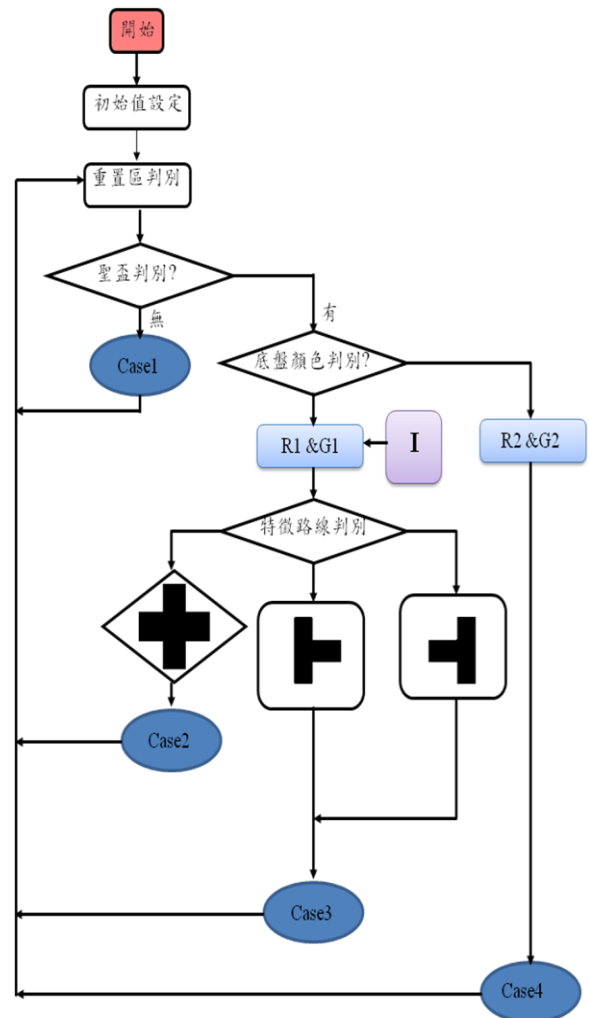 開始
初始值設定
重置區判別
聖盃判別?
無
有
Case1
底盤顏色判別?
R1 &G1
I
R2 &G2
特徵路線判別
Case2
Case3
Case4